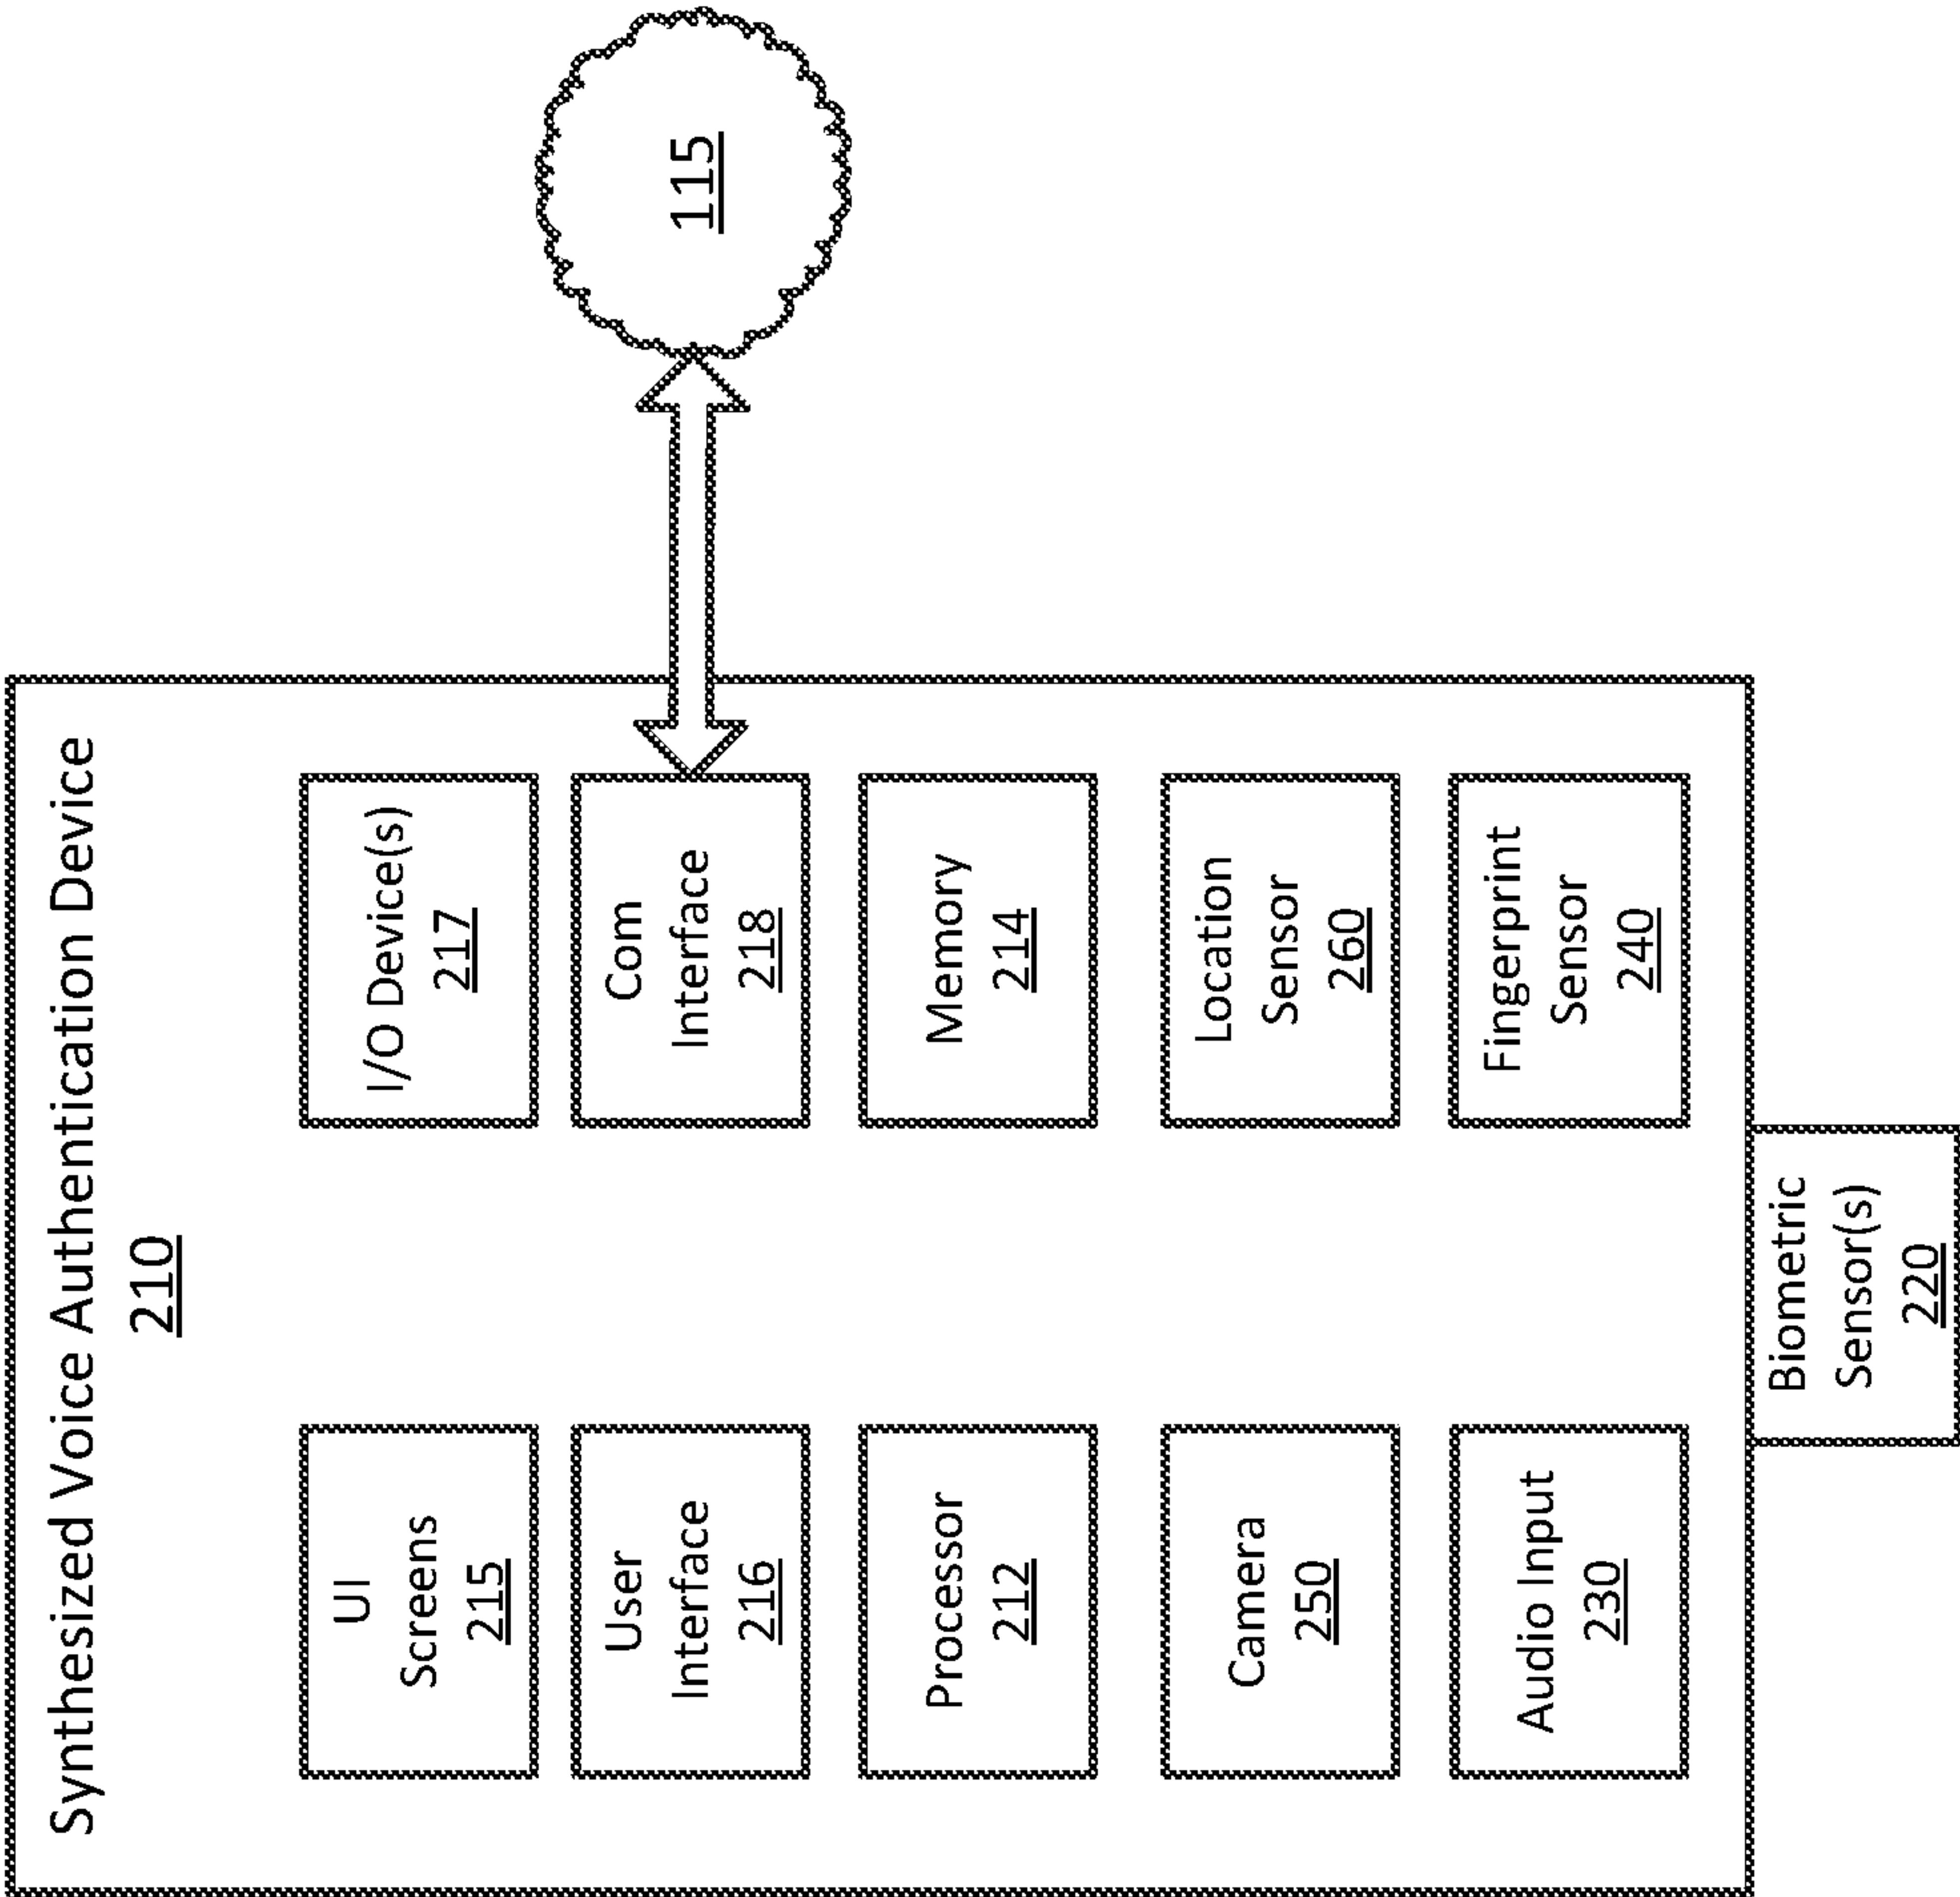 Synthesized Voice Authentication Device
210
UI
Screens
215
I/O Device(s)
217
User
Interface
216
Com
Interface
218
115
Processor
212
Memory
214
Camera
250
Location
Sensor
260
Audio Input
230
Fingerprint
Sensor
240
Biometric
Sensor(s)
220